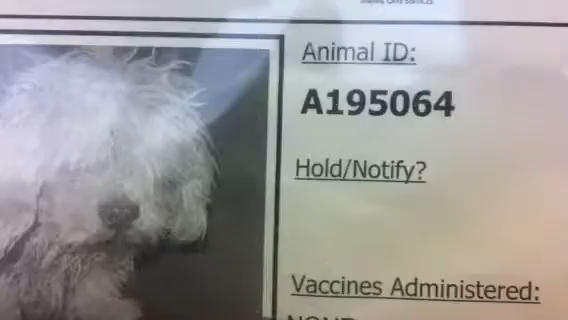 Animal ID:
A195064
Hold/Notify?
Vaccines Administered: